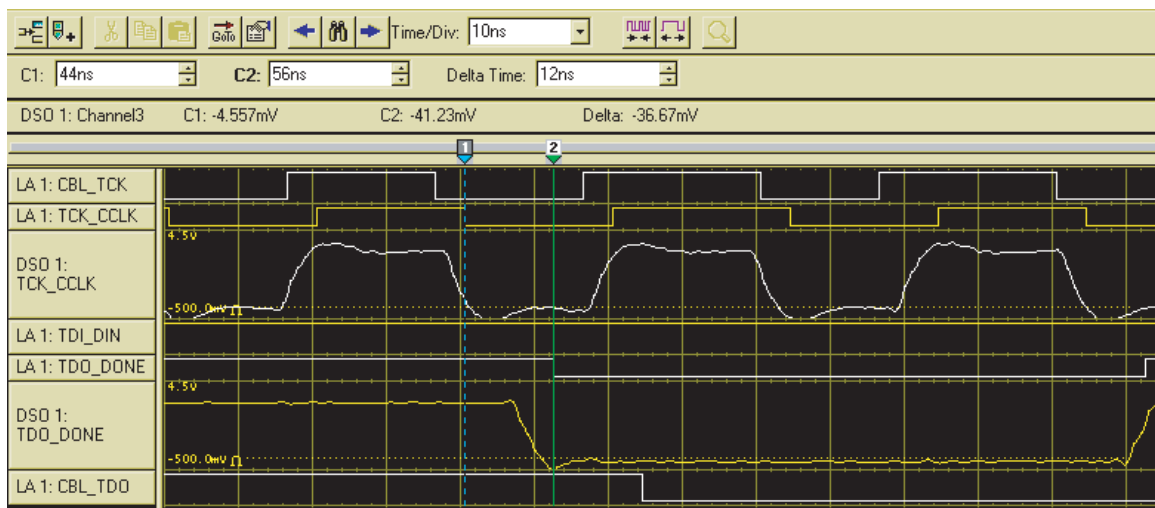 GoTo Time/Div: 10ns
C1: 44ns C2: 56ns Delta Time: 12ns
DSO 1: Channel3 C1: -4.557mV C2: -41.23mV Delta: -36.67mV
1 2
LA 1: CBL_TCK
LA 1: TCK_CCLK
4.5V
DSO 1:
TCK_CCLK
-500.0mV
LA 1: TDI_DIN
LA 1: TDO_DONE
4.5V
DSO 1:
TDO_DONE
-500.0mV
LA 1: CBL_TDO